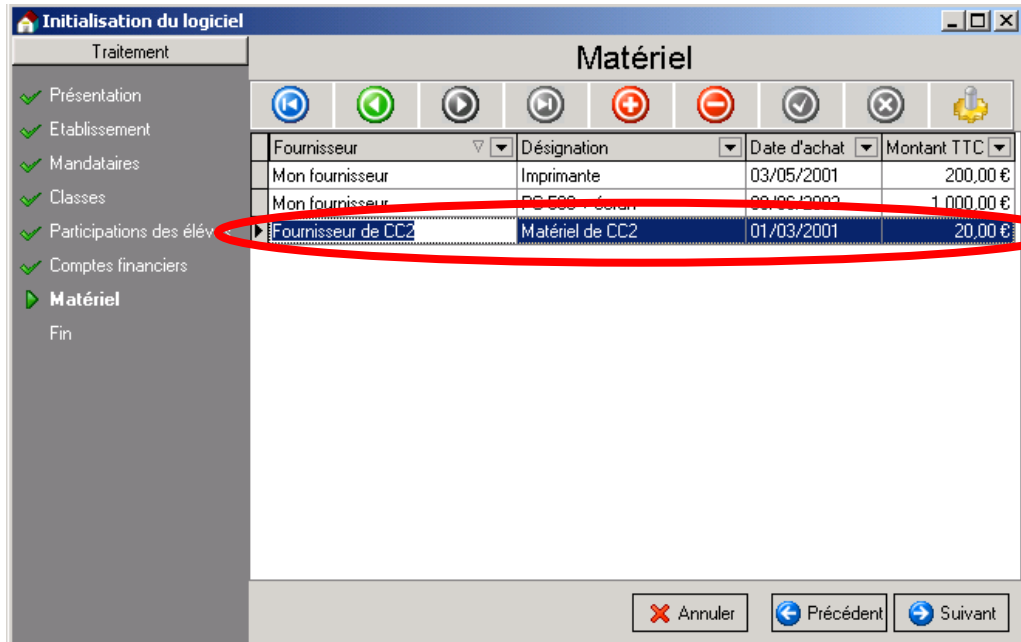 Initialisation du logiciel
Traitement
Matériel
Présentation
Etablissement
Mandataires
Classes
Participations des élèv
Comptes financiers
Matériel
Fin
Fournisseur Désignation Date d'achat Montant TTC
Mon fournisseur Imprimante 03/05/2001 200,00 €
Mon fournisseur 1 000,00 €
Fournisseur de CC2 Matériel de CC2 01/03/2001 20,00 €
Annuler Précédent Suivant